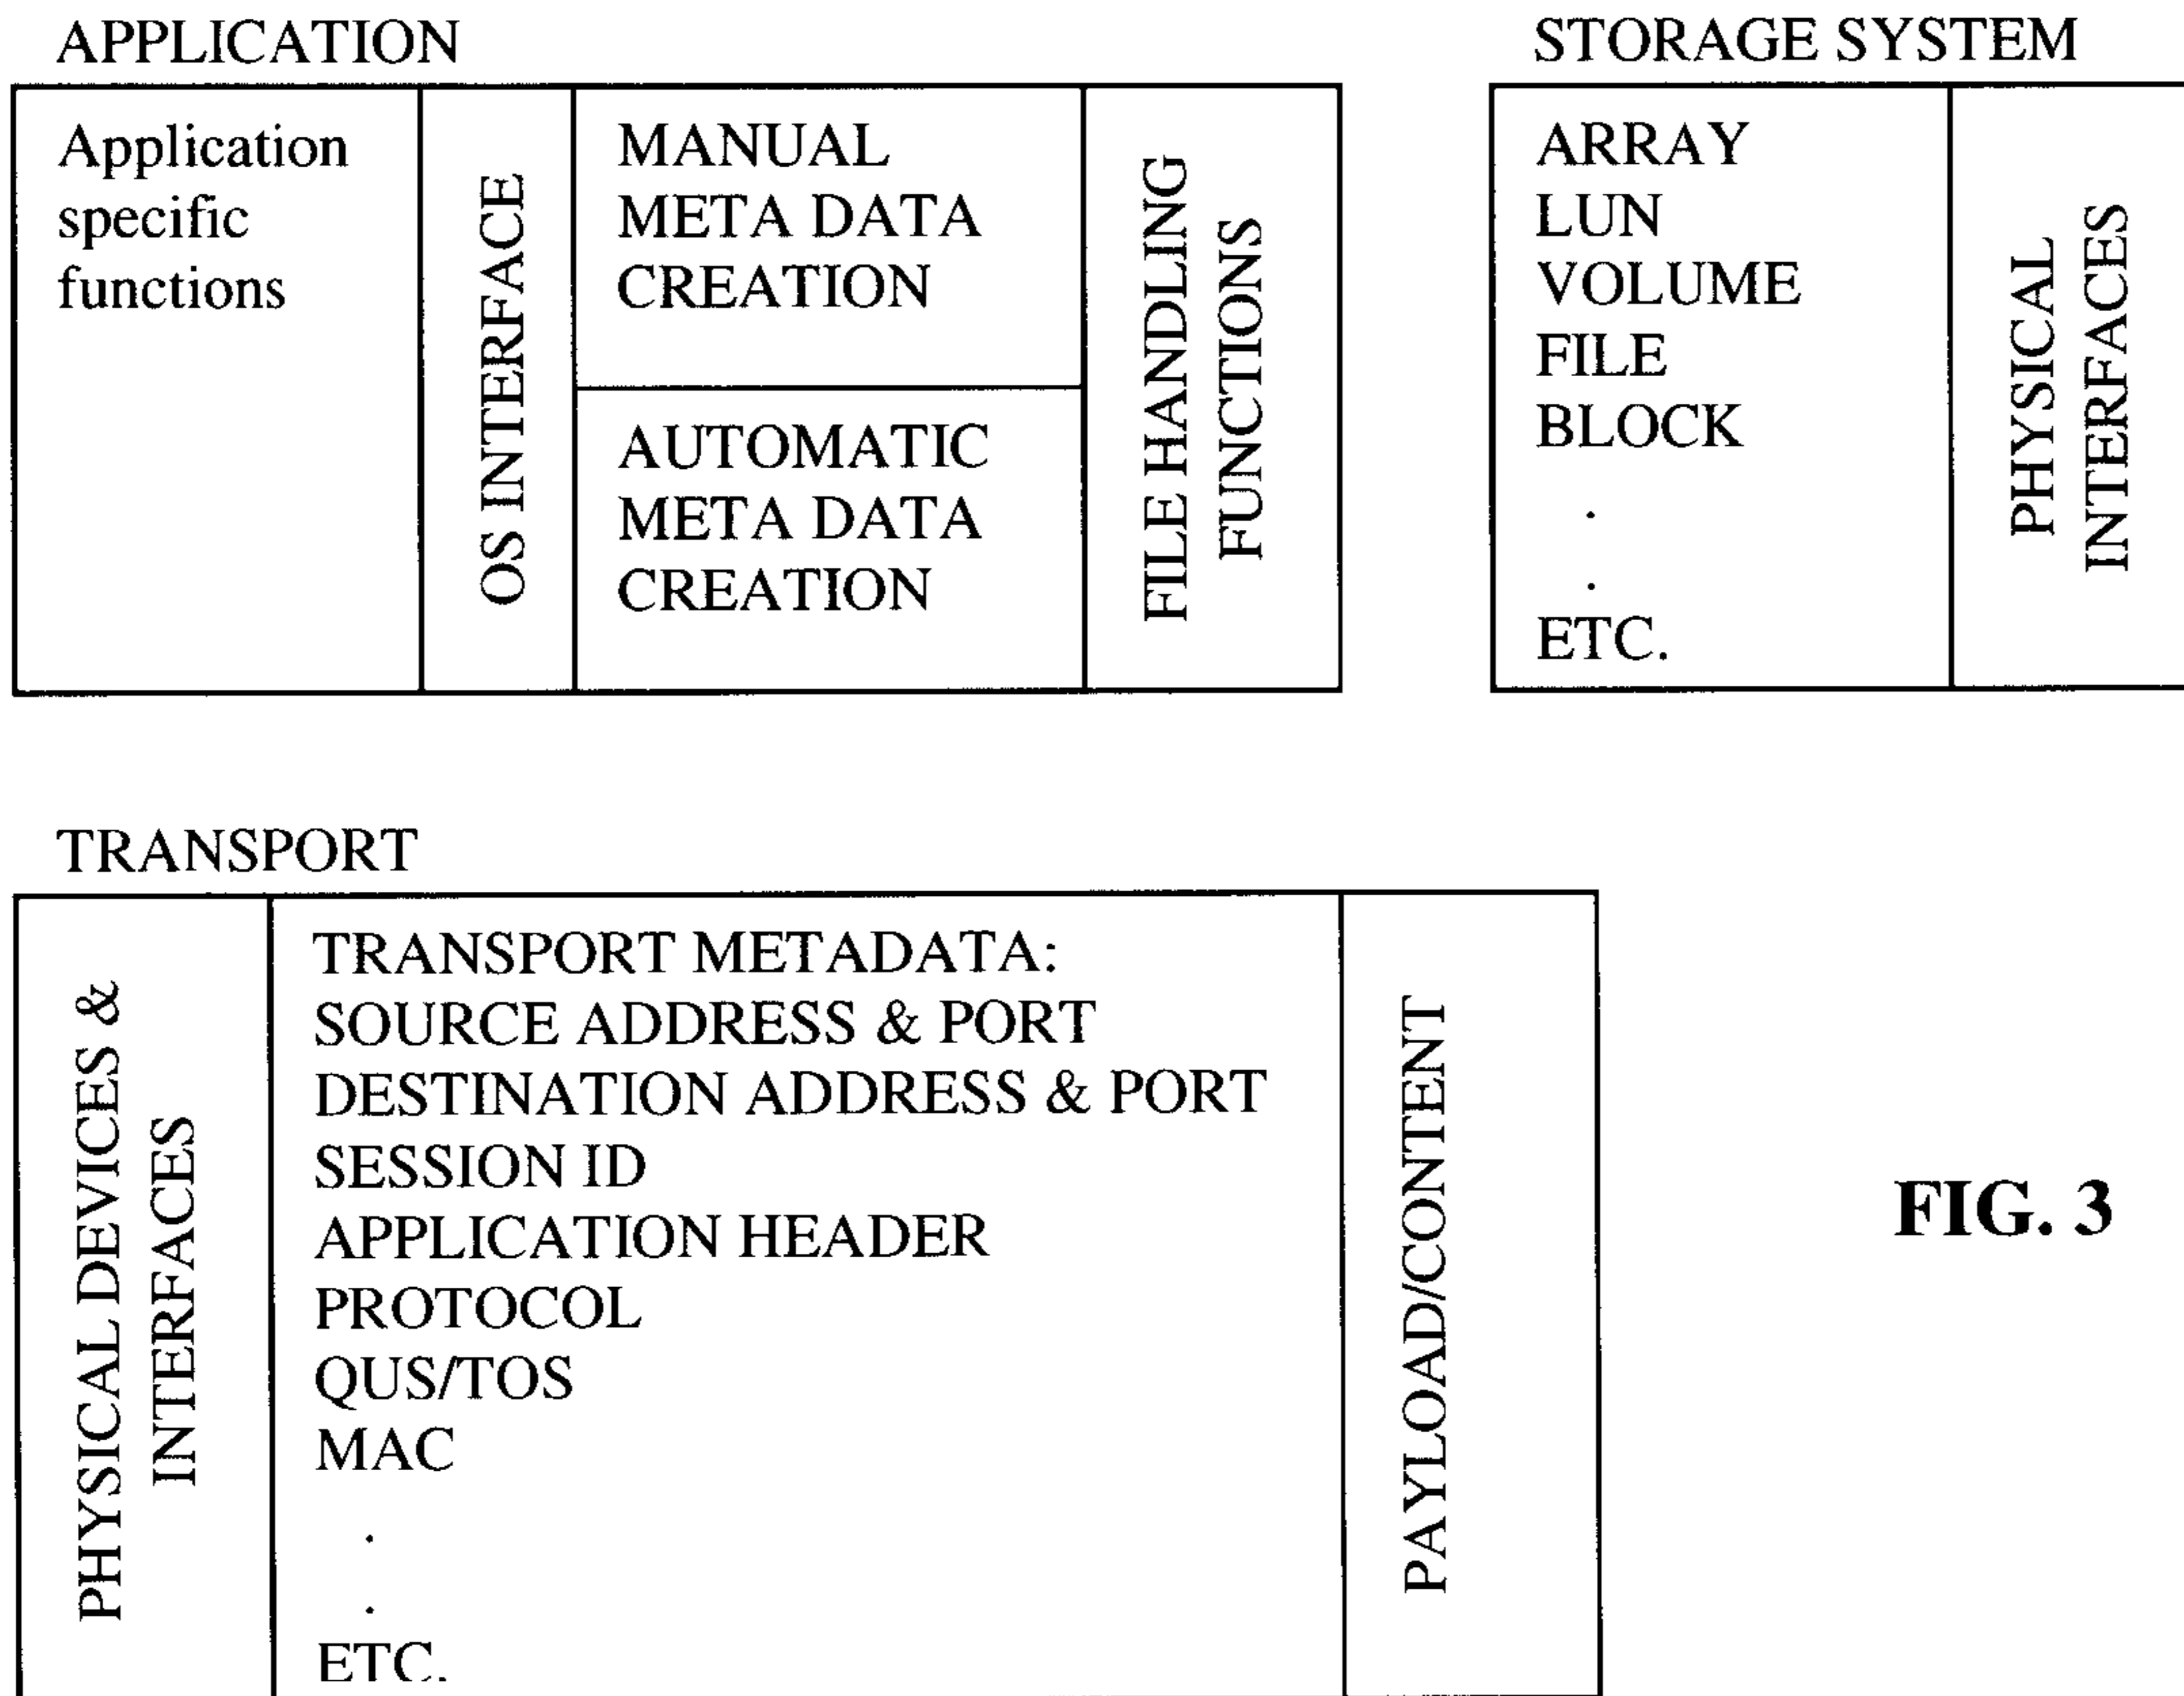 APPLICATION
Application
specific
functions
OS INTERFACE
MANUAL
META DATA
CREATION
AUTOMATIC
META DATA
CREATION
FILE HANDLING
FUNCTIONS
STORAGE SYSTEM
ARRAY
LUN
VOLUME
FILE
BLOCK
.
.
ETC.
PHYSICAL
INTERFACES
TRANSPORT
PHYSICAL DEVICES &
INTERFACES
TRANSPORT METADATA:
SOURCE ADDRESS & PORT
DESTINATION ADDRESS & PORT
SESSION ID
APPLICATION HEADER
PROTOCOL
QUS/TOS
MAC
.
.
ETC.
PAYLOAD/CONTENT
FIG. 3